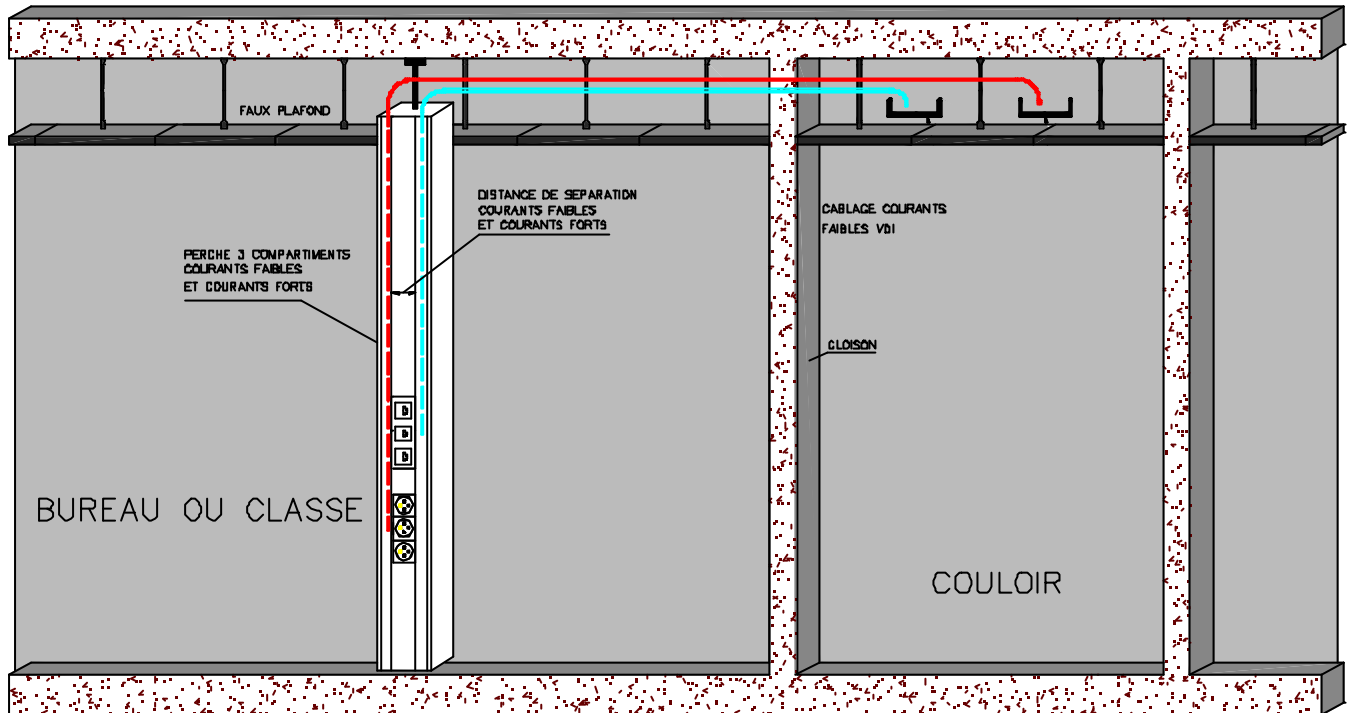 FAUX PLAFOND
DISTANCE DE SEPARATION
COURANTS FAIBLES
ET COURANTS FORTS
PERCHE 3 COMPARTIMENTS
COURANTS FAIBLES
ET COURANTS FORTS
CABLAGE COURANTS
FAIBLES VDI
CLOISON
BUREAU OU CLASSE
COULOIR